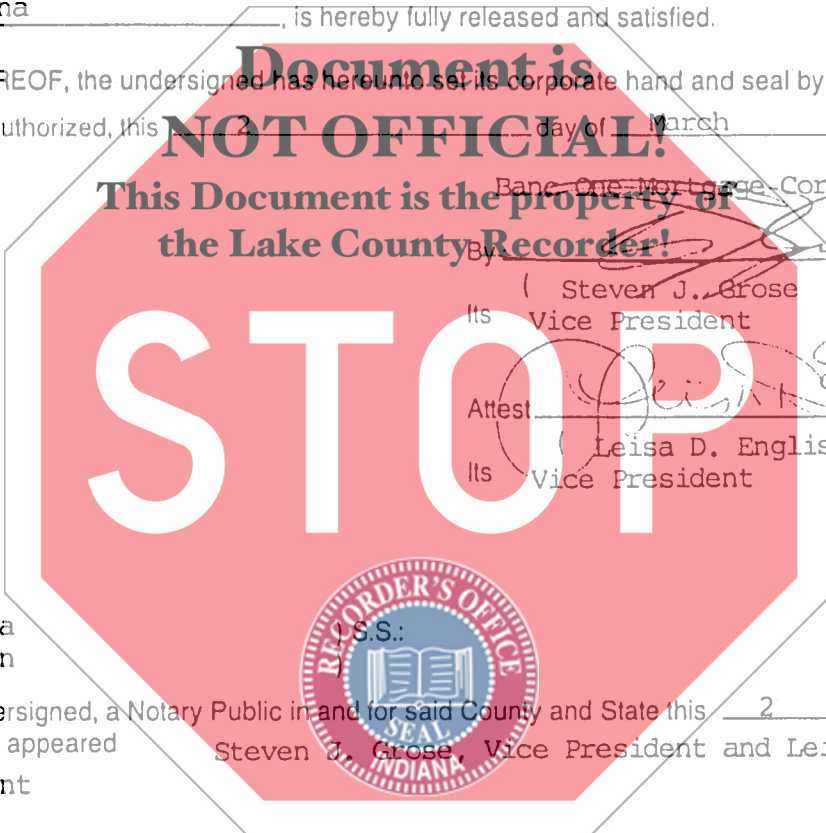 na
, is hereby fully released and satisfied.
Document is
REOF, the undersigned has hereunto set its corporate hand and seal by
uthorized, this 2 day of March
NOT OFFICIAL!
Banc One Mortgage Cor
This Document is the property of
the Lake County Recorder!
By
( Steven J. Grose
Its Vice President
STOP
Attest
( Leisa D. Englis
Its Vice President
RECORDER'S OFFICE
a ) S.S.:
n )
ersigned, a Notary Public in and for said County and State this 2
SEAL
appeared Steven J. Grose, Vice President and Lei
INDIANA
nt